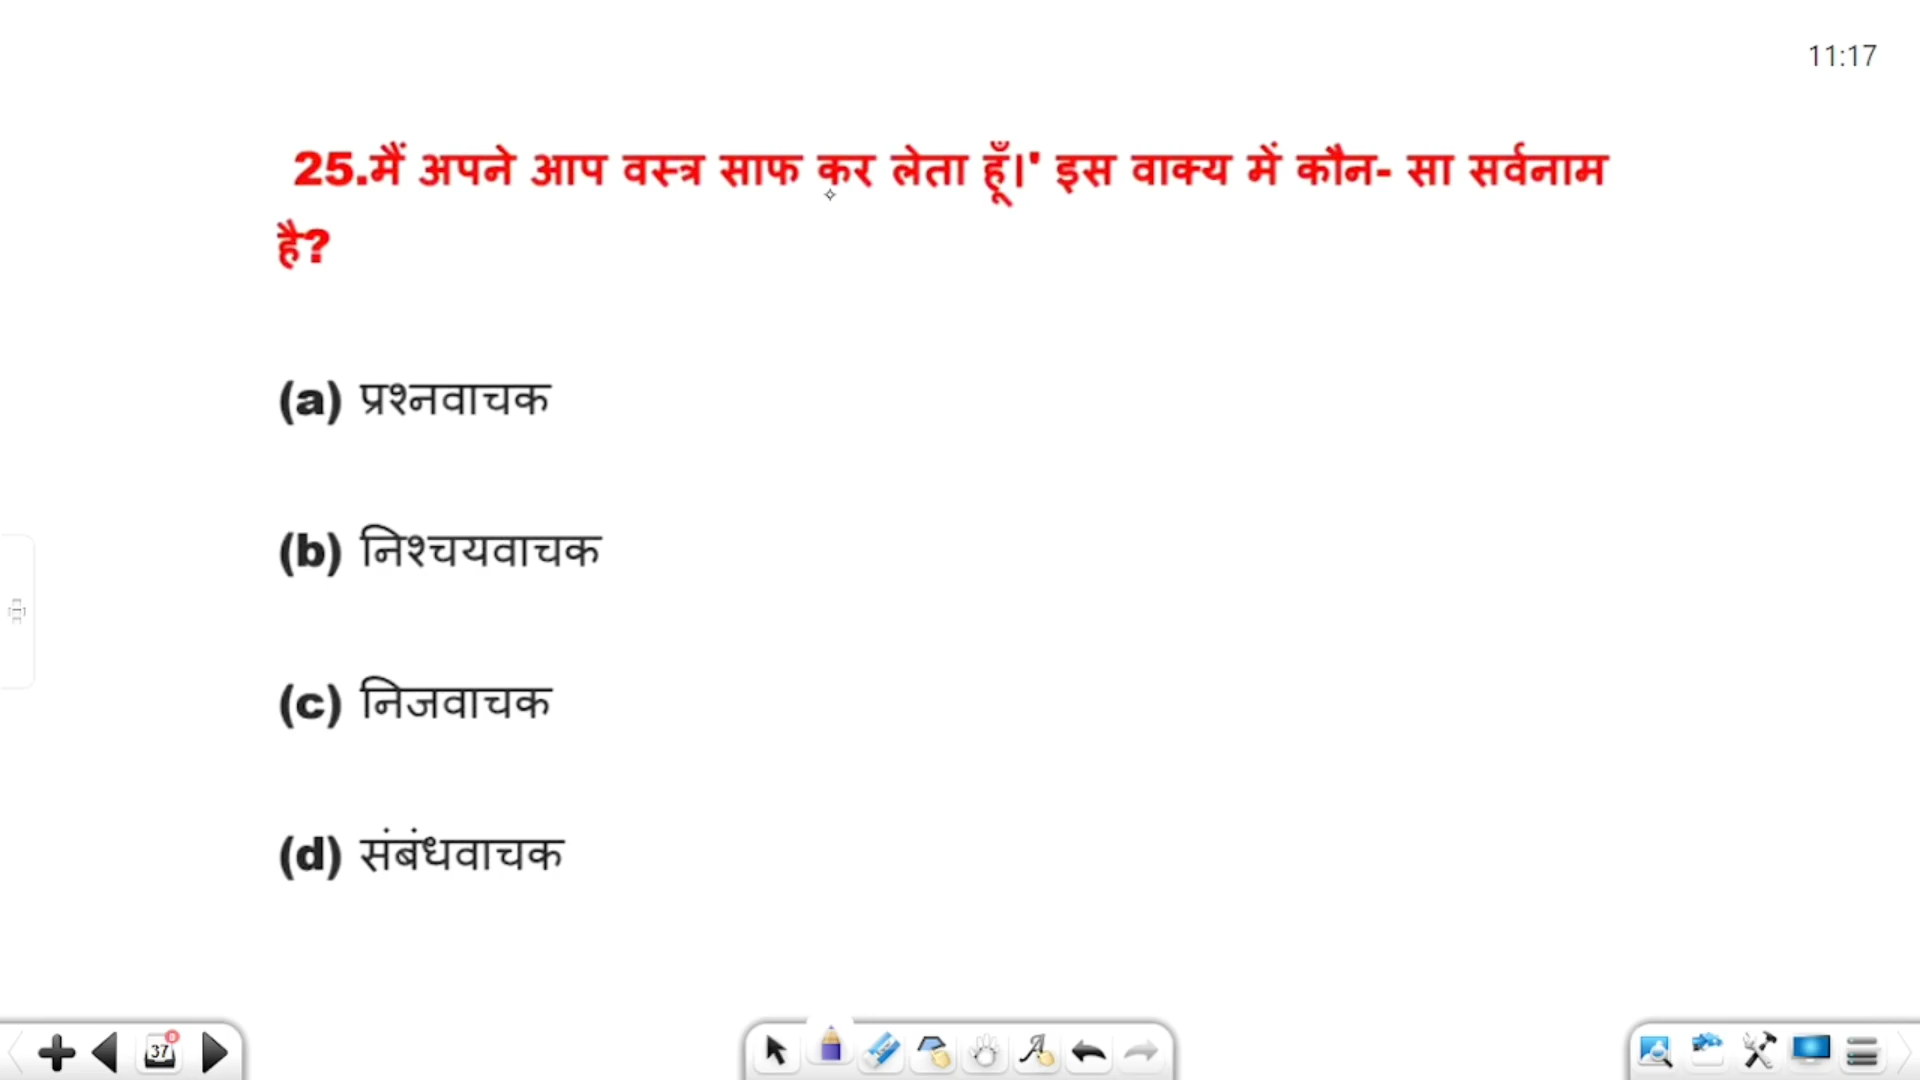 11:17
25.मैं अपने आप वस्त्र साफ कर लेता हूँ।' इस वाक्य में कौन- सा सर्वनाम
है?
(a) प्रश्नवाचक
(b) निश्चयवाचक
(c) निजवाचक
(d) संबंधवाचक
37